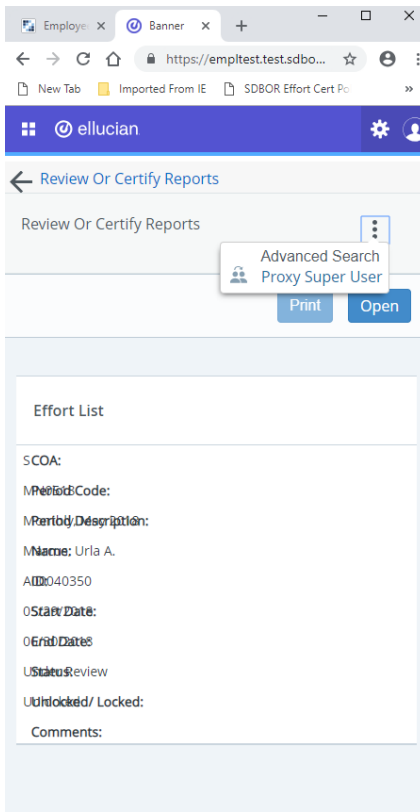 Employe
Banner
https://empltest.test.sdbo...
New Tab
Imported From IE
SDBOR Effort Cert Po
»
ellucian
Review Or Certify Reports
Review Or Certify Reports
Advanced Search
Proxy Super User
Print
Open
Effort List
S COA:
Period Code:
Period Description:
Name: Urla A.
ID: 040350
Start Date:
End Date:
Status: Review
Unlocked/ Locked:
Comments: